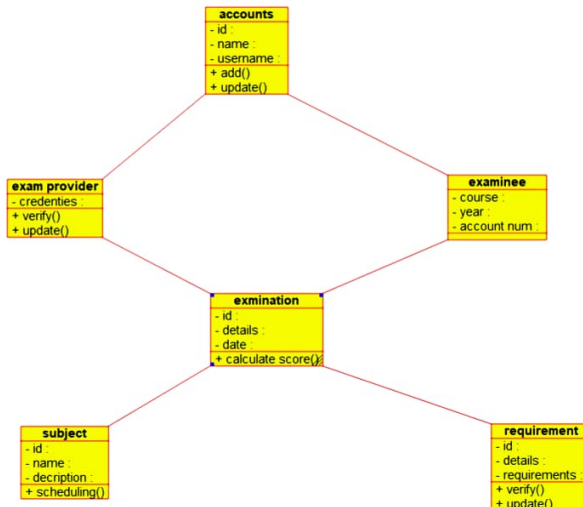 accounts
- id :
- name :
- username :
+ add()
+ update()
exam provider
- credenties :
+ verify()
+ update()
examinee
- course :
- year :
- account num :
exmination
- id :
- details :
- date :
+ calculate score()
subject
- id :
- name :
- decription :
+ scheduling()
requirement
- id :
- details :
- requirements :
+ verify()
+ update()